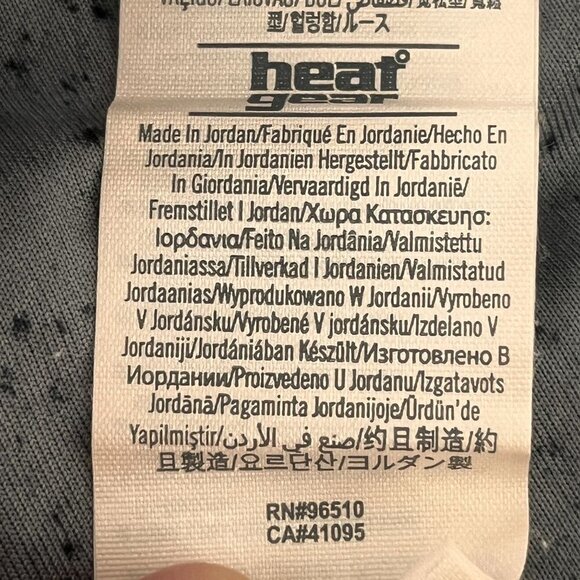 型/헐렁함/ルース
heat°
gear
Made In Jordan/Fabriqué En Jordanie/Hecho En
Jordania/In Jordanien Hergestellt/Fabbricato
In Giordania/Vervaardigd In Jordanië/
Fremstillet I Jordan/Χωρα Κατασκευησ:
Ιορδανια/Feito Na Jordânia/Valmistettu
Jordaniassa/Tillverkad I Jordanien/Valmistatud
Jordaanias/Wyprodukowano W Jordanii/Vyrobeno
V Jordánsku/Vyrobené V jordánsku/Izdelano V
Jordaniji/Jordániában Készült/Изготовлено В
Иордании/Proizvedeno U Jordanu/Izgatavots
Jordānā/Pagaminta Jordanijoje/Ürdün'de
Yapilmiştir/صنع في الأردن/约旦制造/約
旦製造/요르단산/ヨルダン製
RN#96510
CA#41095